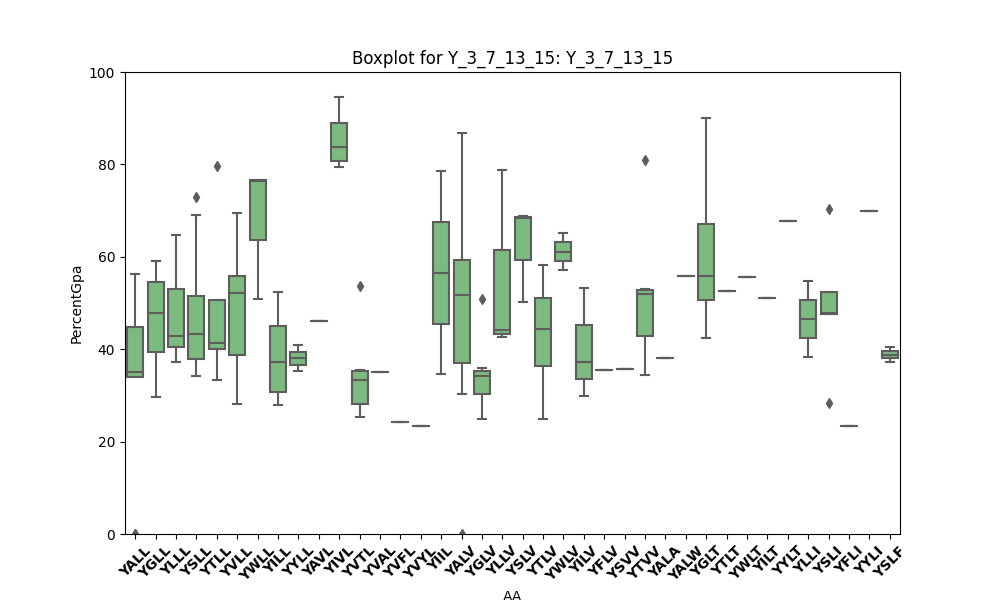 Boxplot for Y_3_7_13_15: Y_3_7_13_15
PercentGpa
100
80
60
40
20
0
YALL
YGLL
YLLL
YSLL
YTLL
YVLL
YWLL
YILL
YYLL
YAVL
YIVL
YVTL
YVAL
YVFL
YVYL
YIIL
YALV
YGLV
YLLV
YSLV
YTLV
YWLV
YILV
YFLV
YSVV
YTVV
YALA
YALW
YGLT
YTLT
YWLT
YILT
YYLT
YLLI
YSLI
YFLI
YYLI
YSLF
AA